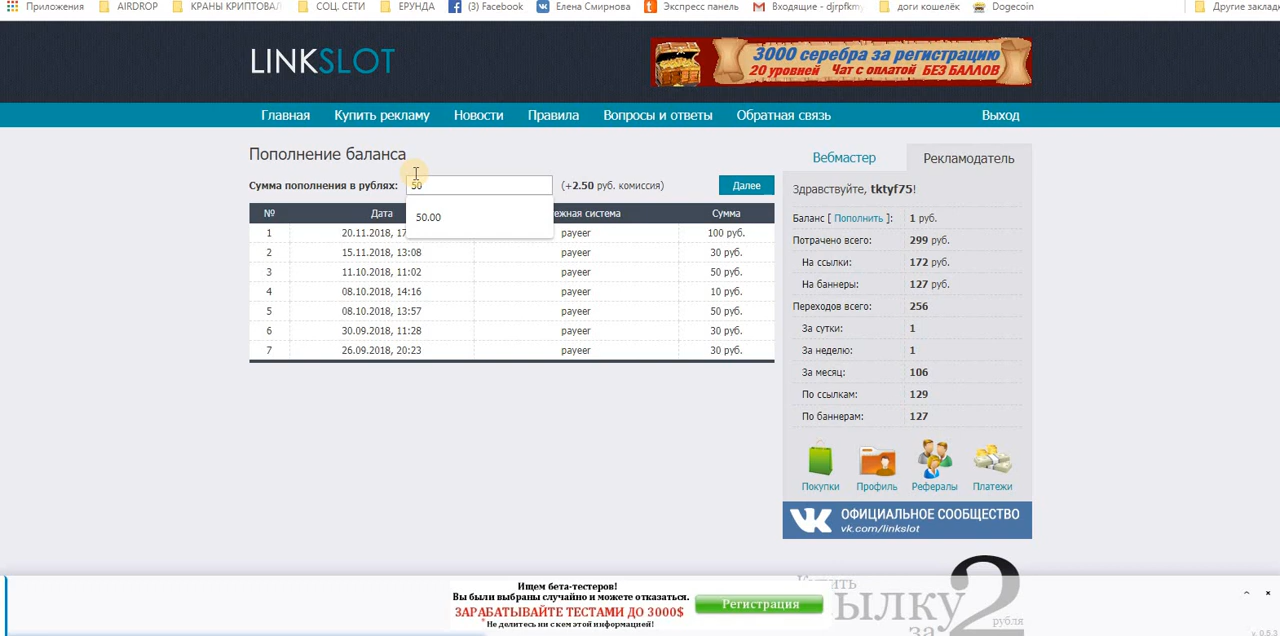 Приложения AIRDROP КРАНЫ КРИПТОВАЛ СОЦ. СЕТИ ЕРУНДА (3) Facebook Елена Смирнова Экспресс панель Входящие - djrpfkm доги кошелёк Dogecoin Другие заклад
LINKSLOT
3000 серебра за регистрацию
20 уровней Чат с оплатой БЕЗ БАЛЛОВ
Главная Купить рекламу Новости Правила Вопросы и ответы Обратная связь Выход
Пополнение баланса
Сумма пополнения в рублях: 50 (+2.50 руб. комиссия) Далее
50.00
№ Дата ежная система Сумма
1 20.11.2018, 17 payeer 100 руб.
2 15.11.2018, 13:08 payeer 30 руб.
3 11.10.2018, 11:02 payeer 50 руб.
4 08.10.2018, 14:16 payeer 10 руб.
5 08.10.2018, 13:57 payeer 50 руб.
6 30.09.2018, 11:28 payeer 30 руб.
7 26.09.2018, 20:23 payeer 30 руб.
Вебмастер Рекламодатель
Здравствуйте, tktyf75!
Баланс [ Пополнить ]: 1 руб.
Потрачено всего: 299 руб.
На ссылки: 172 руб.
На баннеры: 127 руб.
Переходов всего: 256
За сутки: 1
За неделю: 1
За месяц: 106
По ссылкам: 129
По баннерам: 127
Покупки Профиль Рефералы Платежи
ОФИЦИАЛЬНОЕ СООБЩЕСТВО
vk.com/linkslot
ылку 2
за рубля
Ищем бета-тестеров!
Вы были выбраны случайно и можете отказаться.
ЗАРАБАТЫВАЙТЕ ТЕСТАМИ ДО 3000$
*Не делитесь ни с кем этой информацией!
Регистрация